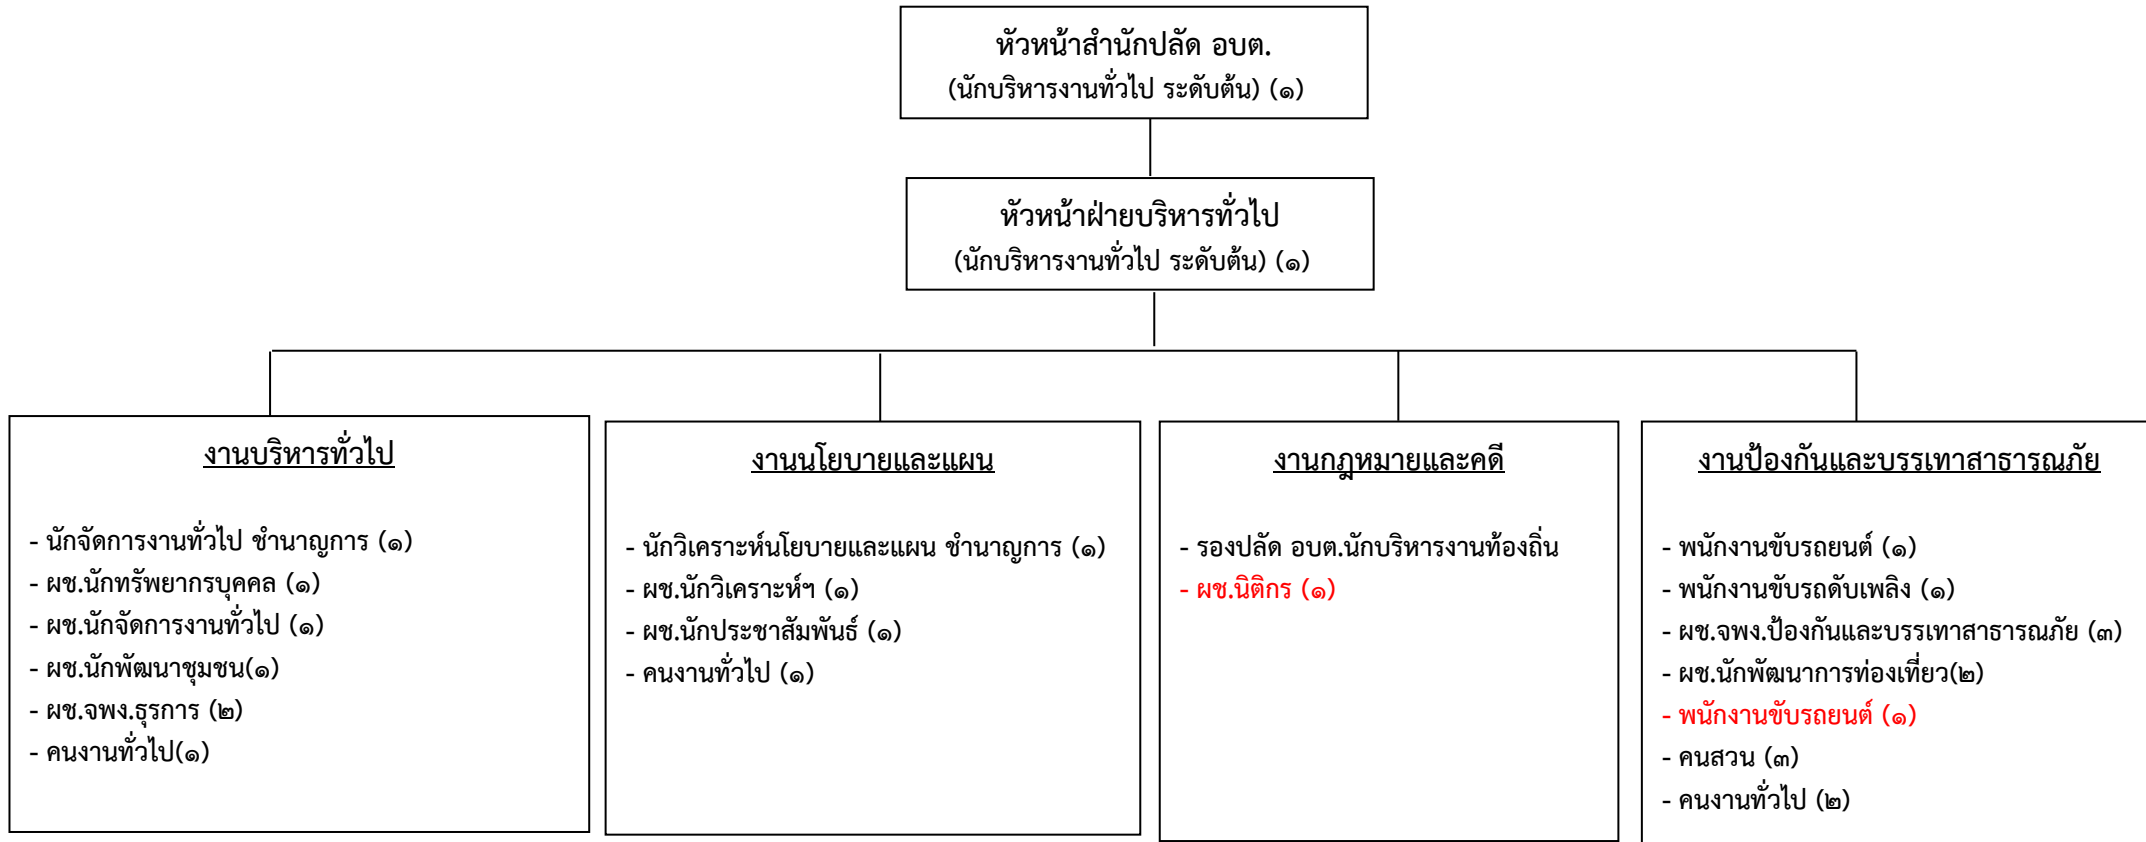 หัวหน้าสำนักปลัด อบต.
(นักบริหารงานทั่วไป ระดับต้น) (๑)
หัวหน้าฝ่ายบริหารทั่วไป
(นักบริหารงานทั่วไป ระดับต้น) (๑)
งานบริหารทั่วไป
- นักจัดการงานทั่วไป ชำนาญการ (๑)
- ผช.นักทรัพยากรบุคคล (๑)
- ผช.นักจัดการงานทั่วไป (๑)
- ผช.นักพัฒนาชุมชน(๑)
- ผช.จพง.ธุรการ (๒)
- คนงานทั่วไป(๑)
งานนโยบายและแผน
- นักวิเคราะห์นโยบายและแผน ชำนาญการ (๑)
- ผช.นักวิเคราะห์ฯ (๑)
- ผช.นักประชาสัมพันธ์ (๑)
- คนงานทั่วไป (๑)
งานกฎหมายและคดี
- รองปลัด อบต.นักบริหารงานท้องถิ่น
- ผช.นิติกร (๑)
งานป้องกันและบรรเทาสาธารณภัย
- พนักงานขับรถยนต์ (๑)
- พนักงานขับรถดับเพลิง (๑)
- ผช.จพง.ป้องกันและบรรเทาสาธารณภัย (๓)
- ผช.นักพัฒนาการท่องเที่ยว(๒)
- พนักงานขับรถยนต์ (๑)
- คนสวน (๓)
- คนงานทั่วไป (๒)